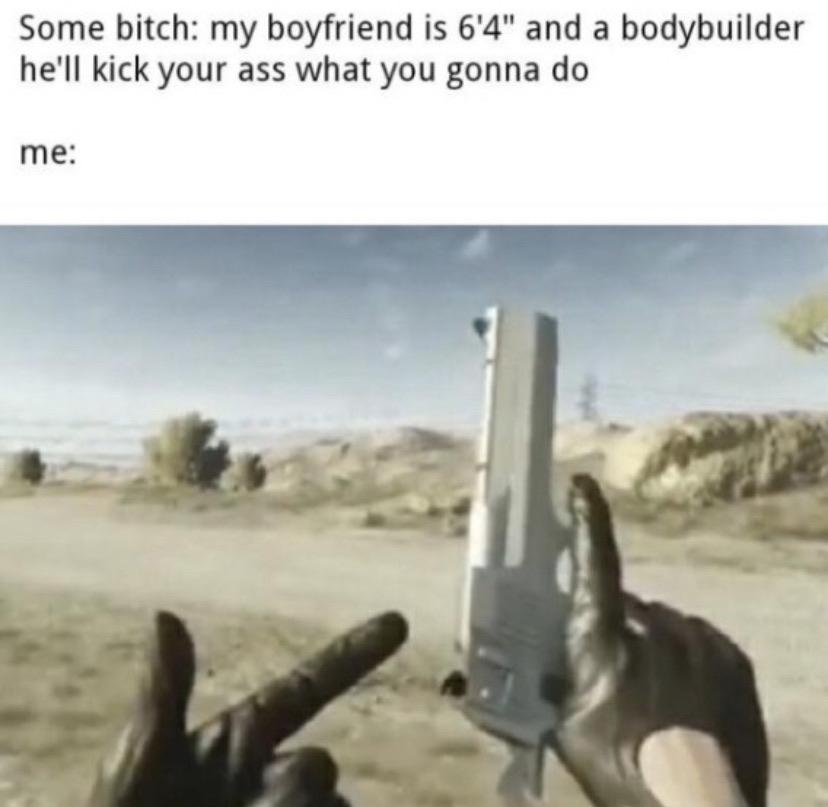 Some bitch: my boyfriend is 6'4" and a bodybuilder
he'll kick your ass what you gonna do
me: